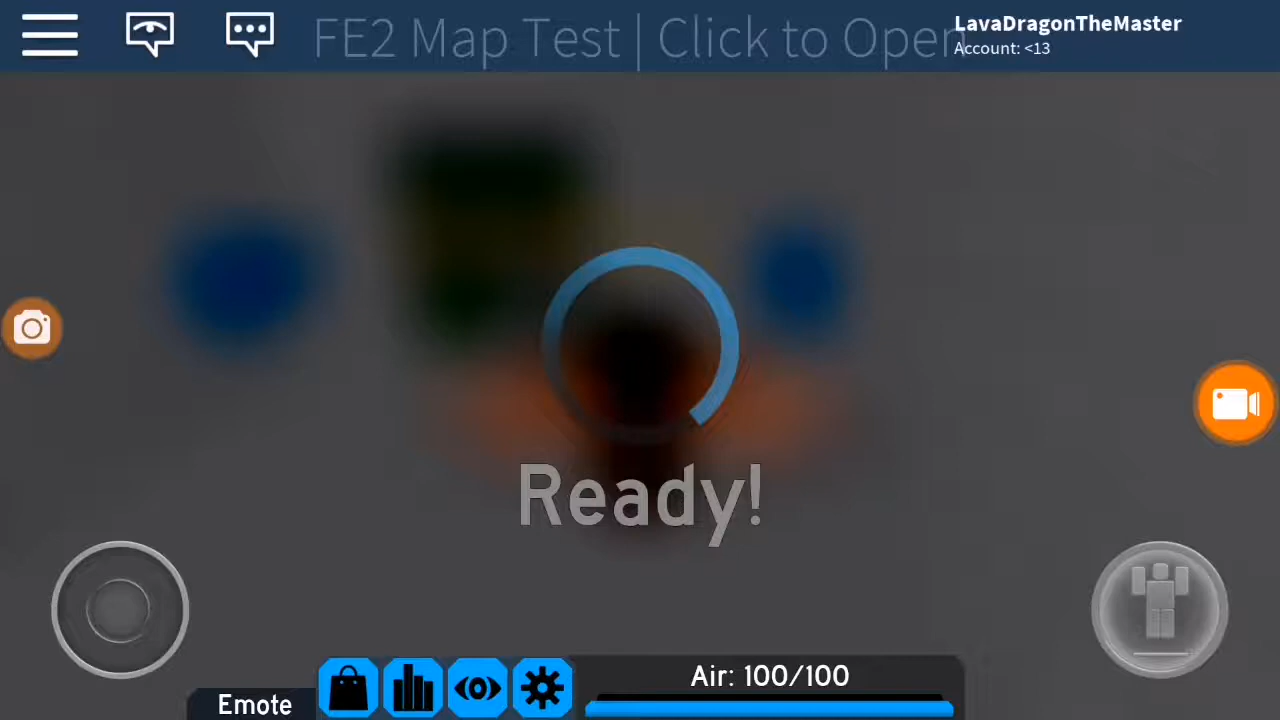 FE2 Map Test | Click to Open
LavaDragonTheMaster
Account: <13
Ready!
Air: 100/100
Emote